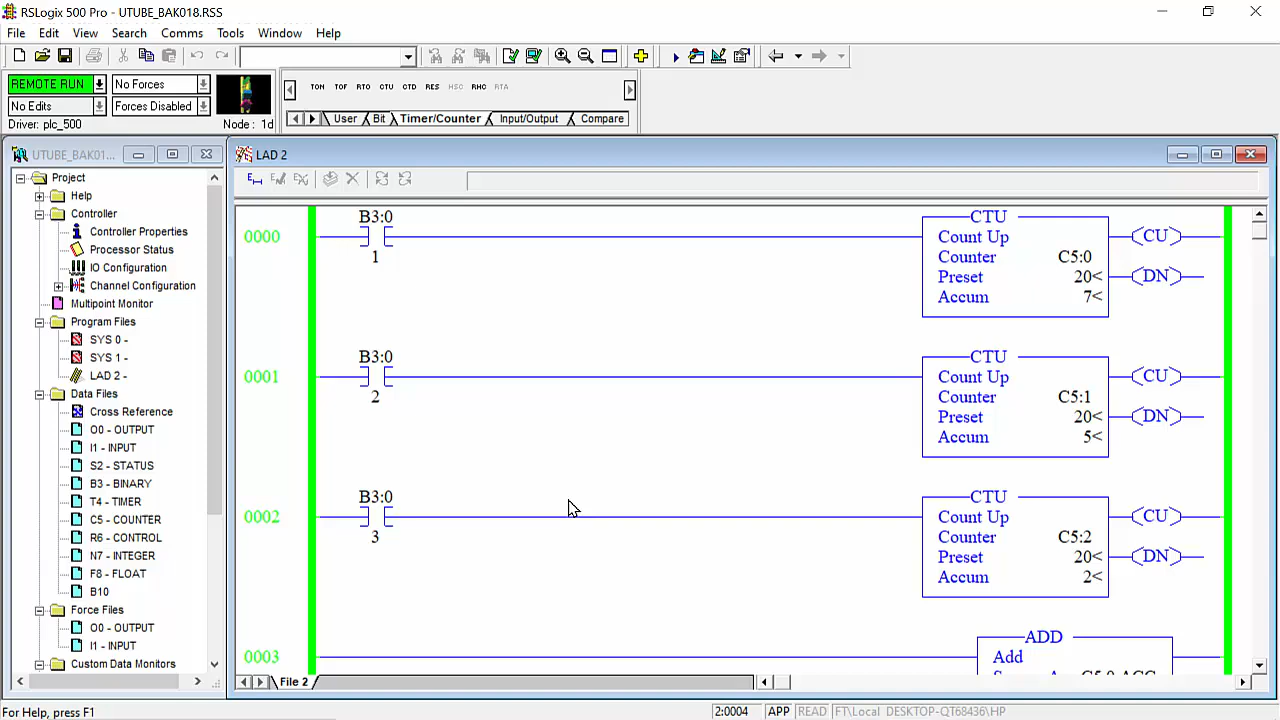 RSLogix 500 Pro - UTUBE_BAK018.RSS
File Edit View Search Comms Tools Window Help
REMOTE RUN No Forces
No Edits Forces Disabled
Driver: plc_500 Node : 1d
TON TOF RTO CTU CTD RES HSC RHC RTA
User Bit Timer/Counter Input/Output Compare
UTUBE_BAK01...
Project
Help
Controller
Controller Properties
Processor Status
IO Configuration
Channel Configuration
Multipoint Monitor
Program Files
SYS 0 -
SYS 1 -
LAD 2 -
Data Files
Cross Reference
O0 - OUTPUT
I1 - INPUT
S2 - STATUS
B3 - BINARY
T4 - TIMER
C5 - COUNTER
R6 - CONTROL
N7 - INTEGER
F8 - FLOAT
B10
Force Files
O0 - OUTPUT
I1 - INPUT
Custom Data Monitors
LAD 2
0000
B3:0
1
CTU
Count Up
Counter C5:0
Preset 20<
Accum 7<
CU
DN
0001
B3:0
2
CTU
Count Up
Counter C5:1
Preset 20<
Accum 5<
CU
DN
0002
B3:0
3
CTU
Count Up
Counter C5:2
Preset 20<
Accum 2<
CU
DN
0003
ADD
Add
File 2
For Help, press F1
2:0004 APP READ FT\Local DESKTOP-QT68436\HP